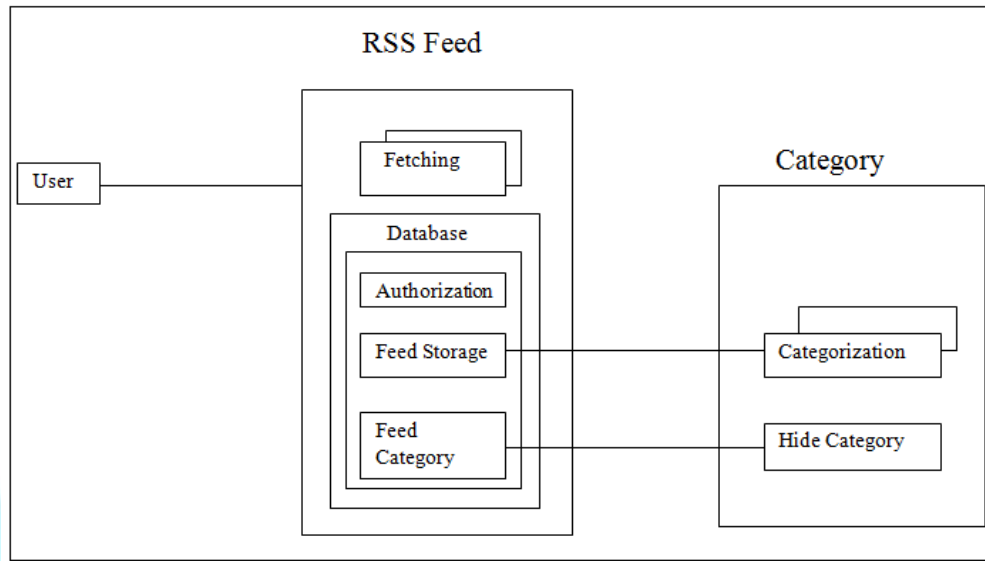 RSS Feed
Fetching
User
Category
Database
Authorization
Feed Storage
Categorization
Feed
Category
Hide Category